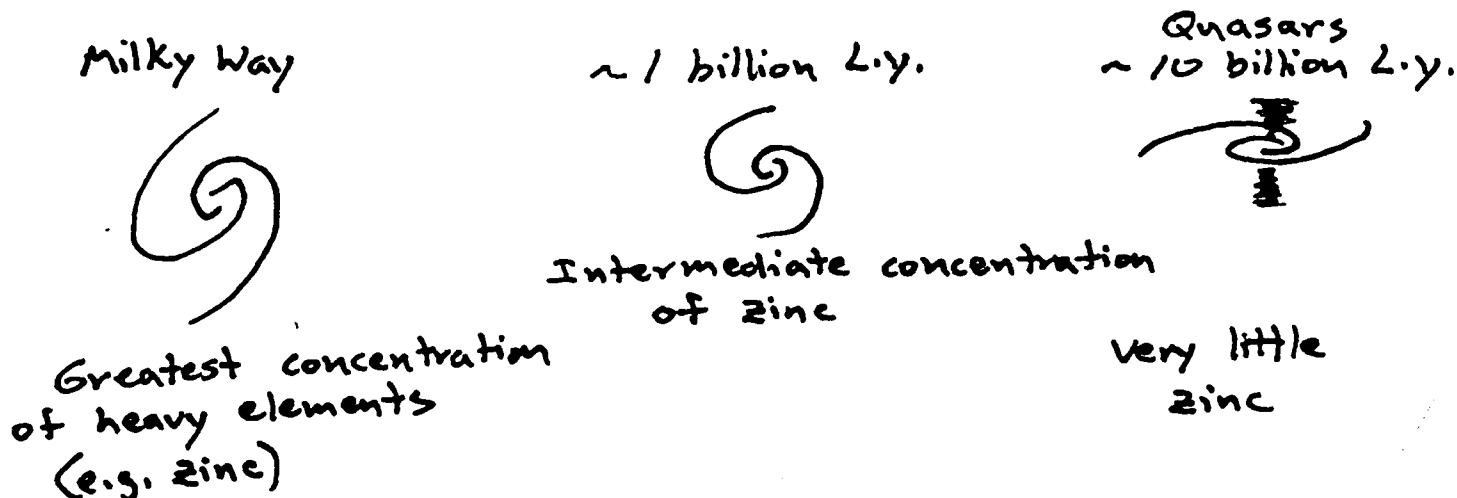 Milky Way
~ 1 billion L.y.
Quasars
~ 10 billion L.y.
Intermediate concentration
of zinc
Greatest concentration
of heavy elements
(e.g. zinc)
very little
zinc